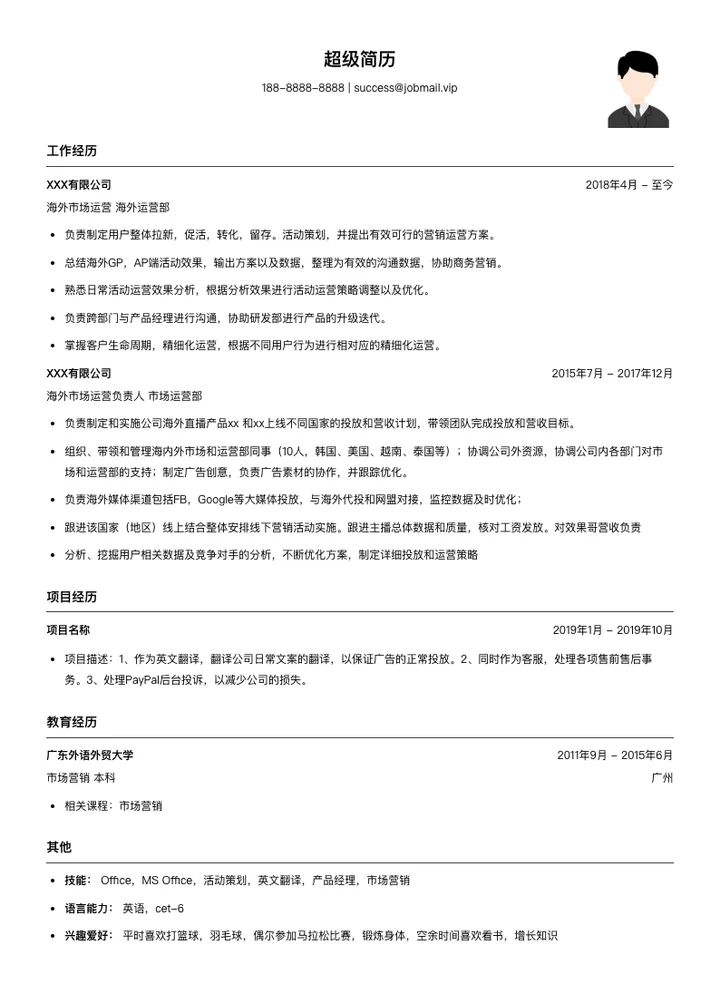 超级简历
188-8888-8888 | success@jobmail.vip
工作经历
XXX有限公司 2018年4月 - 至今
海外市场运营 海外运营部
• 负责制定用户整体拉新，促活，转化，留存。活动策划，并提出有效可行的营销运营方案。
• 总结海外GP，AP端活动效果，输出方案以及数据，整理为有效的沟通数据，协助商务营销。
• 熟悉日常活动运营效果分析，根据分析效果进行活动运营策略调整以及优化。
• 负责跨部门与产品经理进行沟通，协助研发部进行产品的升级迭代。
• 掌握客户生命周期，精细化运营，根据不同用户行为进行相对应的精细化运营。
XXX有限公司 2015年7月 - 2017年12月
海外市场运营负责人 市场运营部
• 负责制定和实施公司海外直播产品xx 和xx上线不同国家的投放和营收计划，带领团队完成投放和营收目标。
• 组织、带领和管理海内外市场和运营部同事（10人，韩国、美国、越南、泰国等）；协调公司外资源，协调公司内各部门对市
场和运营部的支持；制定广告创意，负责广告素材的协作，并跟踪优化。
• 负责海外媒体渠道包括FB，Google等大媒体投放，与海外代投和网盟对接，监控数据及时优化；
• 跟进该国家（地区）线上结合整体安排线下营销活动实施。跟进主播总体数据和质量，核对工资发放。对效果哥营收负责
• 分析、挖掘用户相关数据及竞争对手的分析，不断优化方案，制定详细投放和运营策略
项目经历
项目名称 2019年1月 - 2019年10月
• 项目描述：1、作为英文翻译，翻译公司日常文案的翻译，以保证广告的正常投放。2、同时作为客服，处理各项售前售后事
务。3、处理PayPal后台投诉，以减少公司的损失。
教育经历
广东外语外贸大学 2011年9月 - 2015年6月
市场营销 本科 广州
• 相关课程：市场营销
其他
• 技能： Office，MS Office，活动策划，英文翻译，产品经理，市场营销
• 语言能力： 英语，cet-6
• 兴趣爱好： 平时喜欢打篮球，羽毛球，偶尔参加马拉松比赛，锻炼身体，空余时间喜欢看书，增长知识